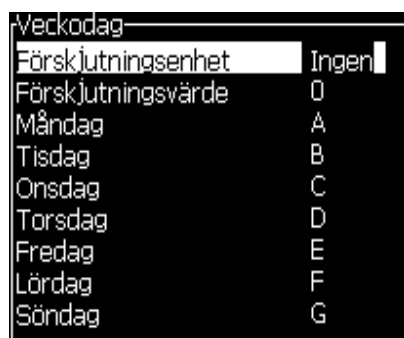 Veckodag
Förskjutningsenhet Ingen
Förskjutningsvärde 0
Måndag A
Tisdag B
Onsdag C
Torsdag D
Fredag E
Lördag F
Söndag G